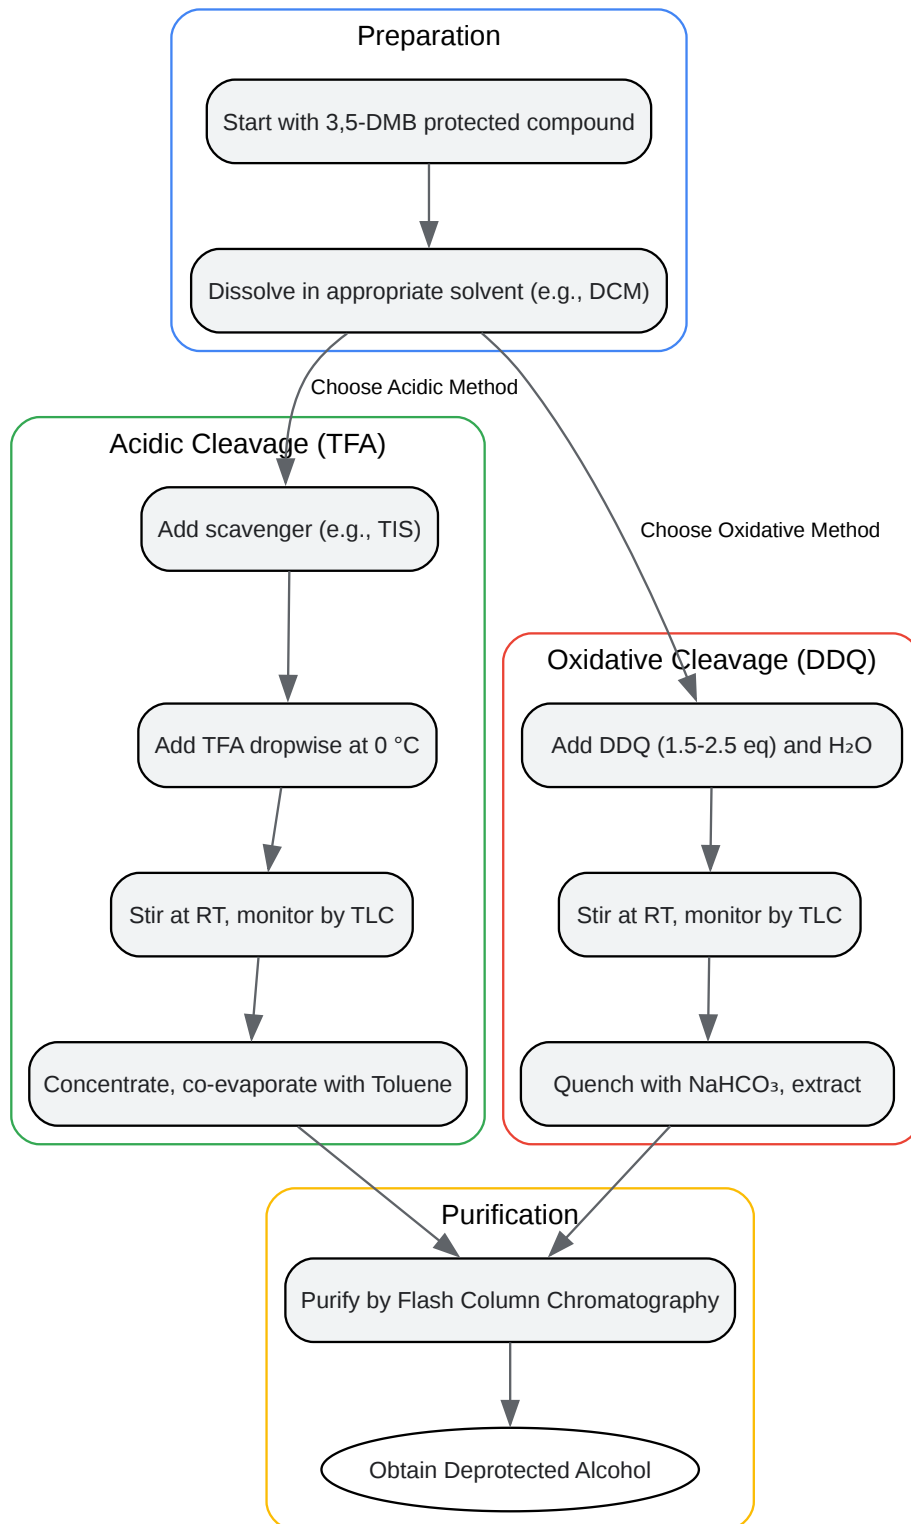 Preparation
Start with 3,5-DMB protected compound
Dissolve in appropriate solvent (e.g., DCM)
Choose Acidic Method
Acidic Cleavage (TFA)
Add scavenger (e.g., TIS)
Add TFA dropwise at 0 °C
Stir at RT, monitor by TLC
Concentrate, co-evaporate with Toluene
Choose Oxidative Method
Oxidative Cleavage (DDQ)
Add DDQ (1.5-2.5 eq) and H₂O
Stir at RT, monitor by TLC
Quench with NaHCO₃, extract
Purification
Purify by Flash Column Chromatography
Obtain Deprotected Alcohol